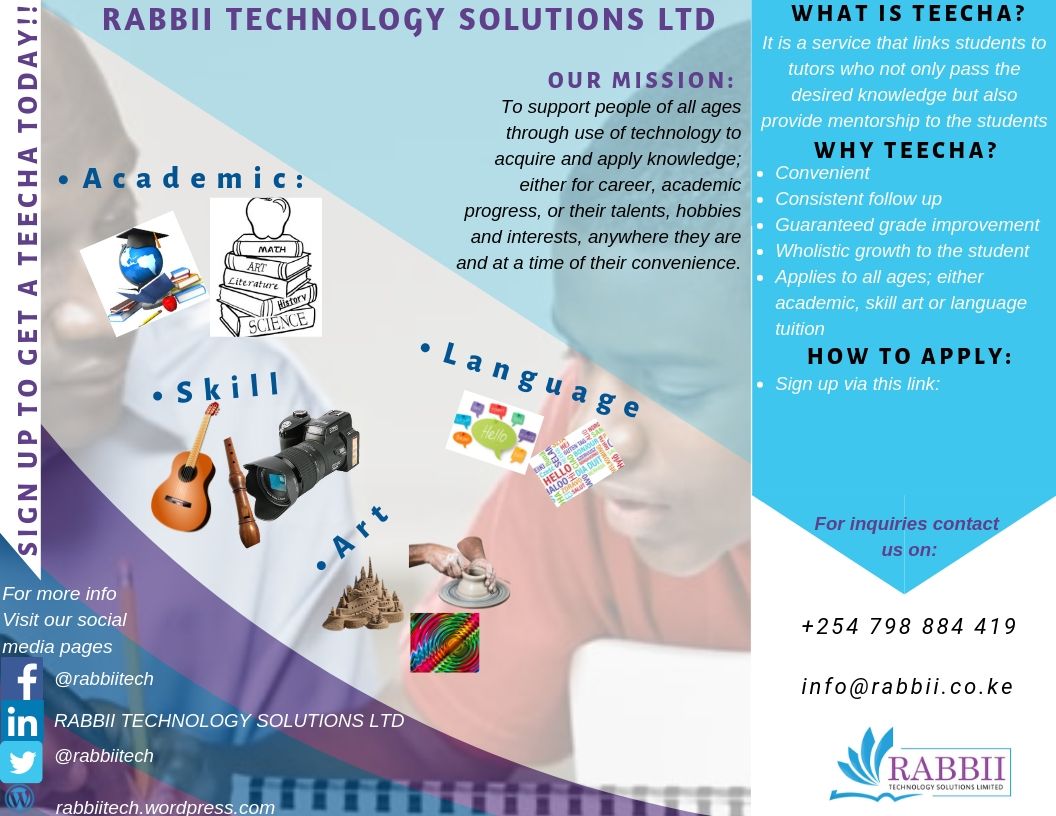 SIGN UP TO GET A TEECHA TODAY!!
RABBII TECHNOLOGY SOLUTIONS LTD
OUR MISSION:
To support people of all ages
through use of technology to
acquire and apply knowledge;
either for career, academic
progress, or their talents, hobbies
and interests, anywhere they are
and at a time of their convenience.
• Academic:
MATH
ART
Literature
History
SCIENCE
• Skill
• Language
Hello
HELLO
DIA DUIT
BONJOUR
• Art
For more info
Visit our social
media pages
@rabbiitech
RABBII TECHNOLOGY SOLUTIONS LTD
@rabbiitech
rabbiitech.wordpress.com
WHAT IS TEECHA?
It is a service that links students to
tutors who not only pass the
desired knowledge but also
provide mentorship to the students
WHY TEECHA?
• Convenient
• Consistent follow up
• Guaranteed grade improvement
• Wholistic growth to the student
• Applies to all ages; either
academic, skill art or language
tuition
HOW TO APPLY:
• Sign up via this link:
For inquiries contact
us on:
+254 798 884 419
info@rabbii.co.ke
RABBII
TECHNOLOGY SOLUTIONS LIMITED